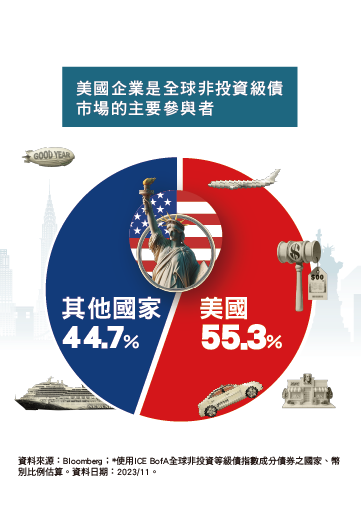 美國企業是全球非投資級債
市場的主要參與者
GOOD YEAR
500
其他國家
44.7%
美國
55.3%
資料來源：Bloomberg；*使用ICE BofA全球非投資等級債指數成分債券之國家、幣
別比例估算。資料日期：2023/11。